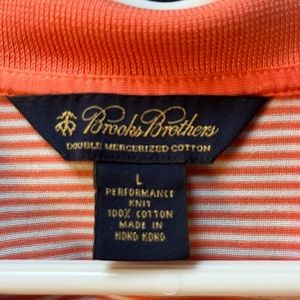 Brooks Brothers
DOUBLE MERCERIZED COTTON
L
PERFORMANCE
KNIT
100% COTTON
MADE IN
HONG KONG